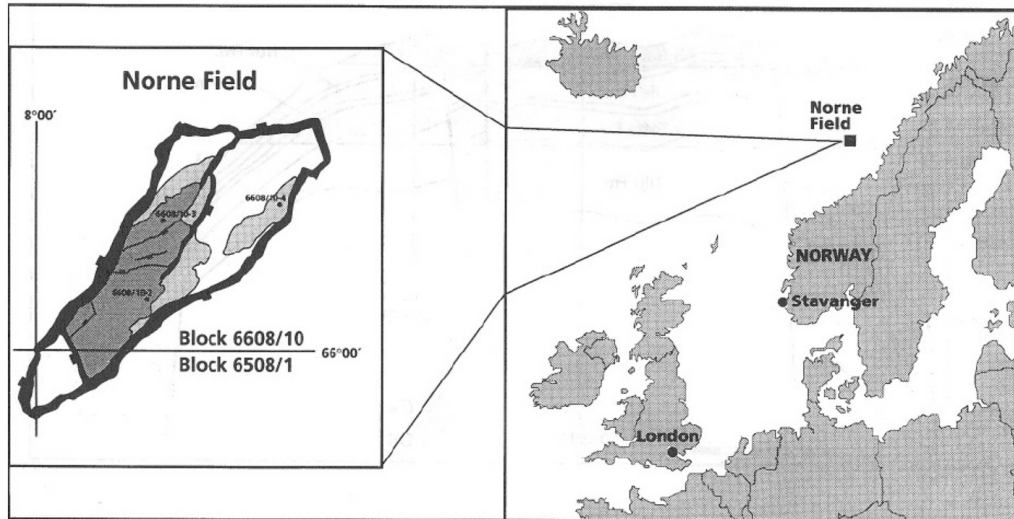 Norne Field
8°00´
6608/10-3
6608/10-4
6608/10-2
Block 6608/10
66°00´
Block 6508/1
Norne
Field
NORWAY
Stavanger
London